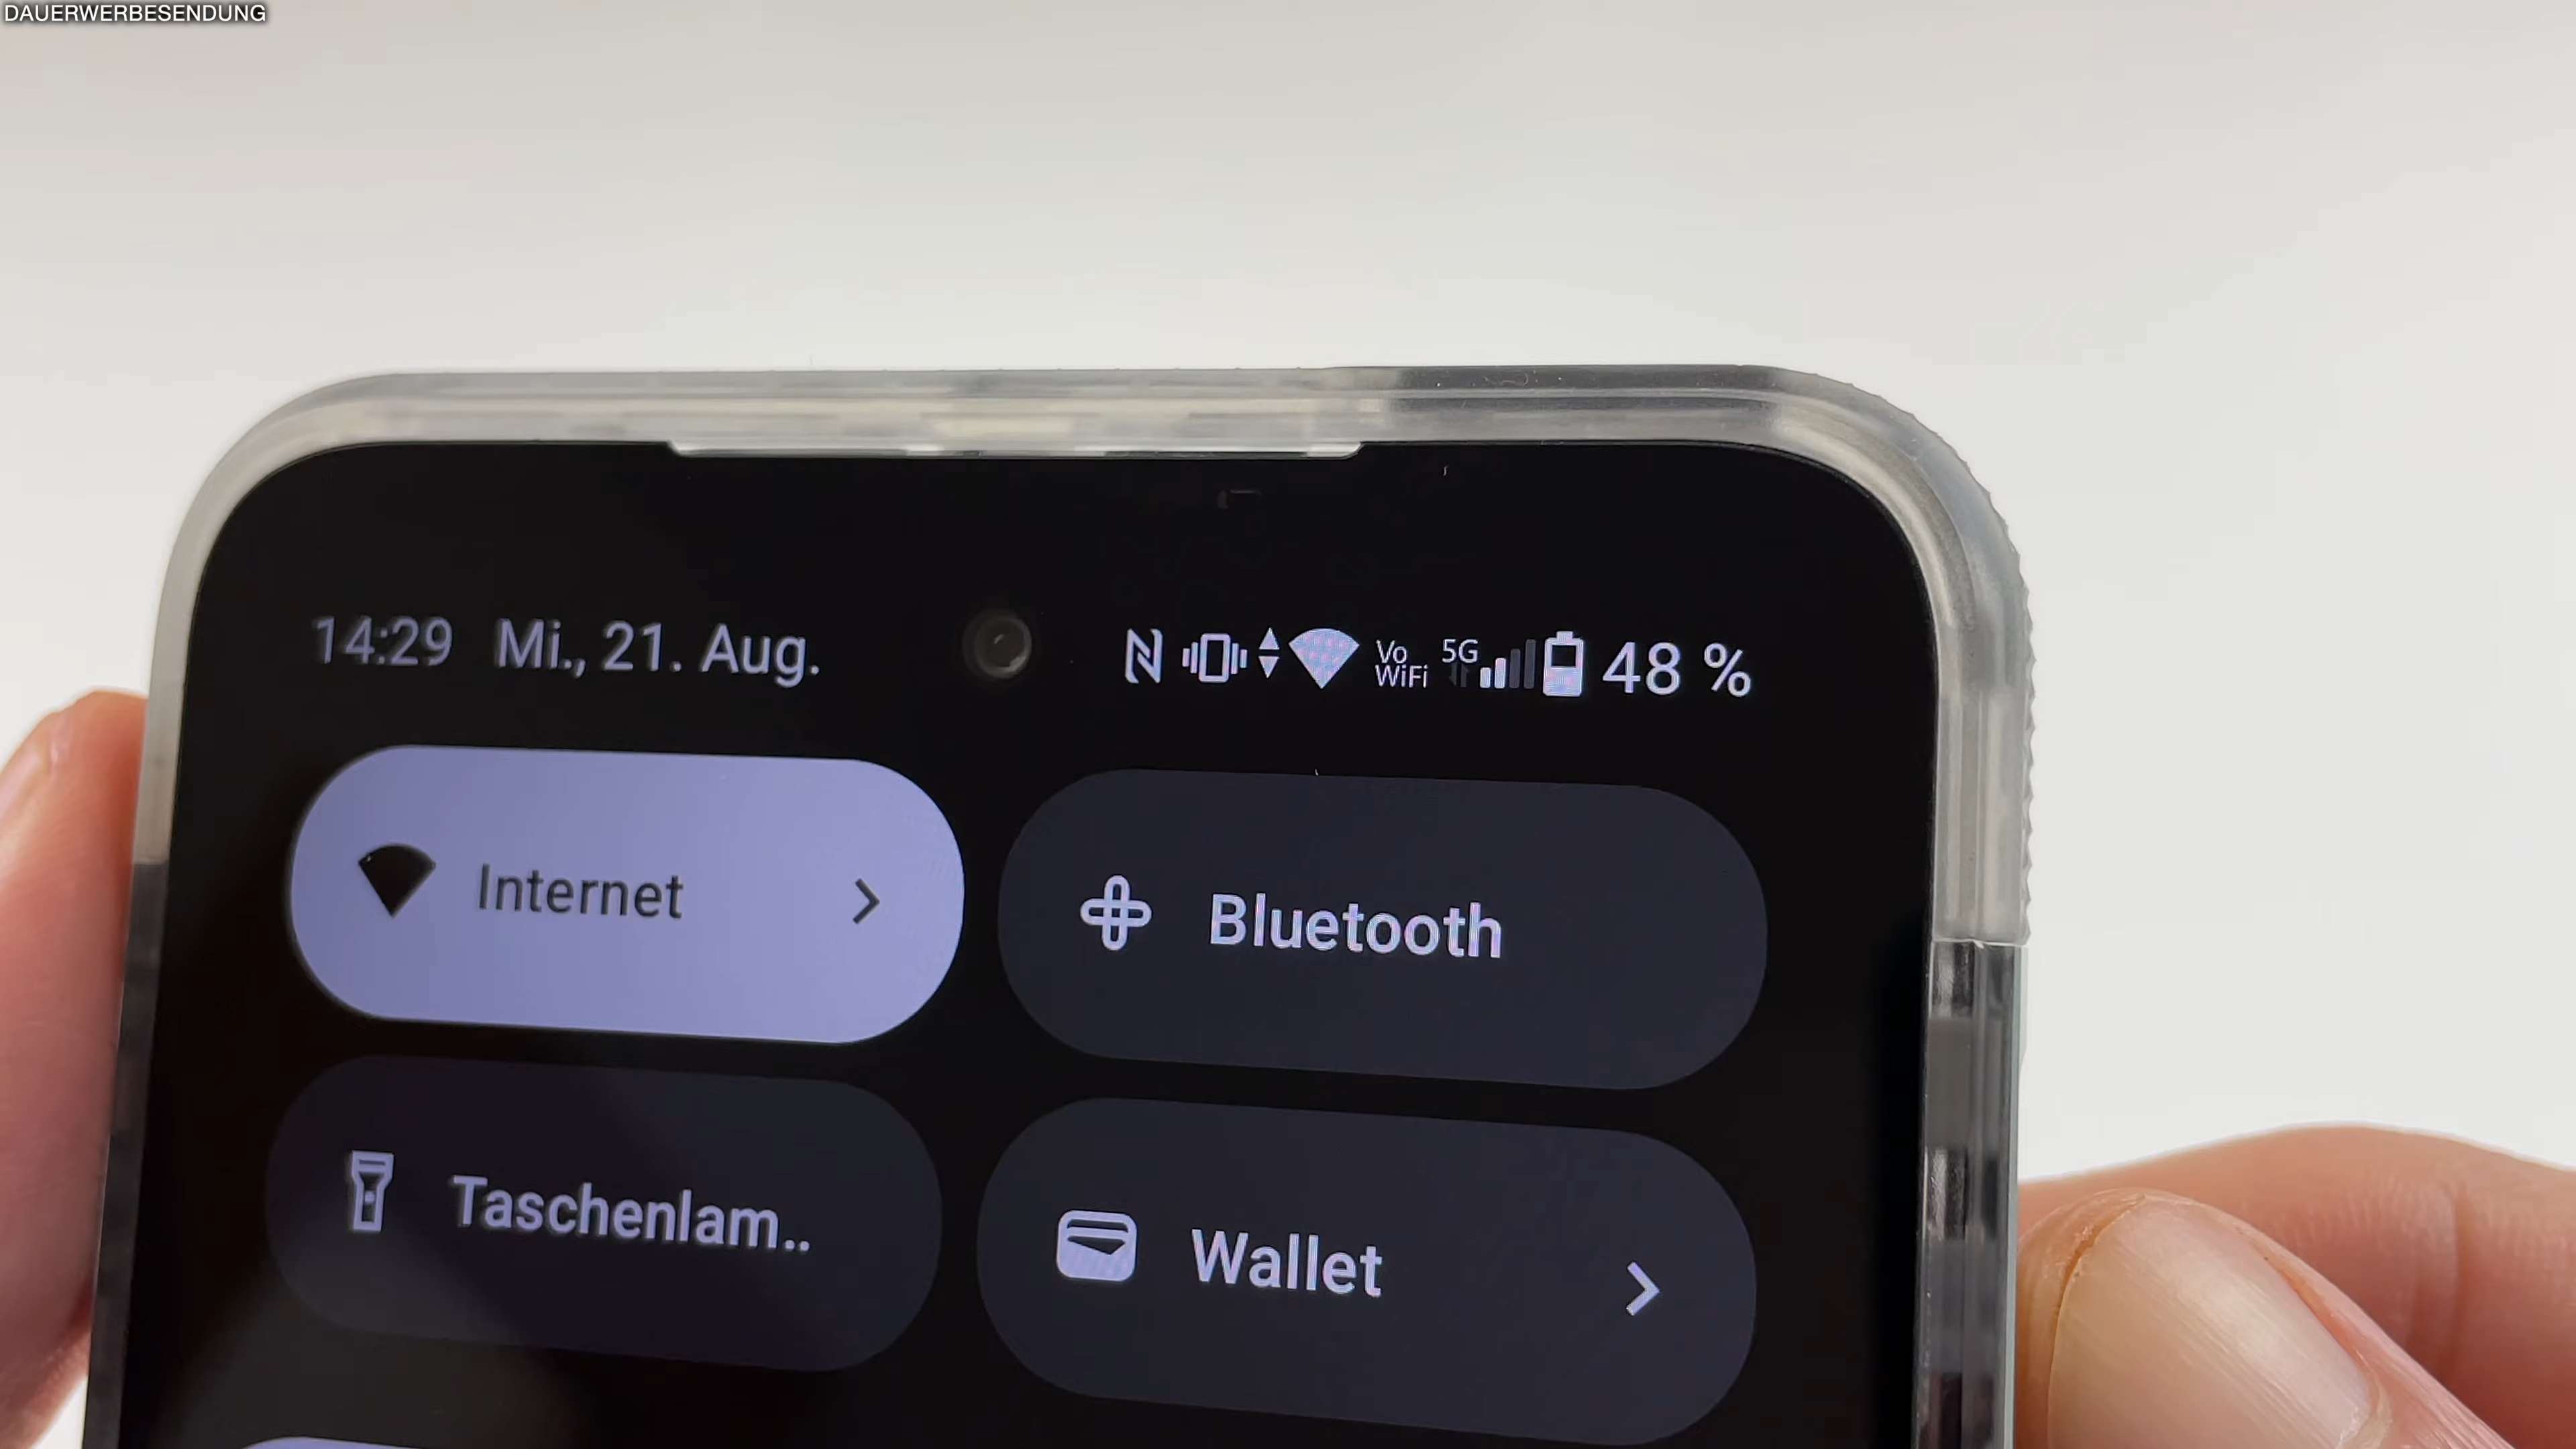 DAUERWERBESENDUNG
14:29 Mi., 21. Aug. Vo WiFi 5G 48 %
Internet
Bluetooth
Taschenlam..
Wallet